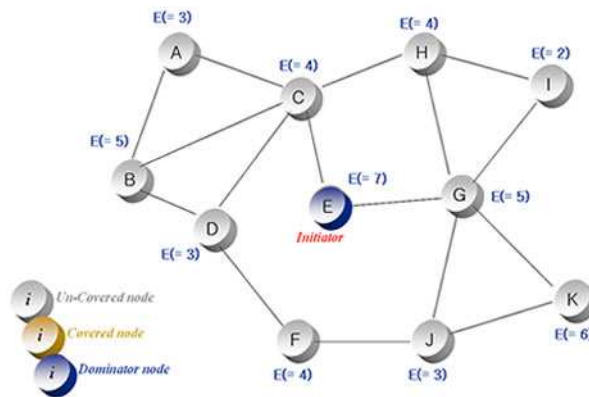 E(= 3)
A
E(= 4)
C
E(= 4)
H
E(= 2)
I
E(= 5)
B
E(= 7)
E
Initiator
G
E(= 5)
D
E(= 3)
i Un-Covered node
i Covered node
i Dominator node
F
E(= 4)
J
E(= 3)
K
E(= 6)